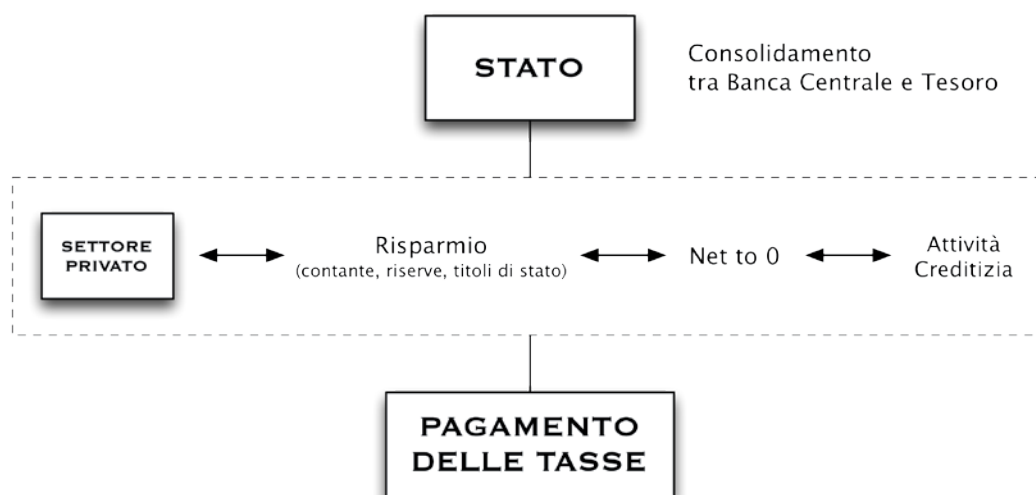 STATO
Consolidamento
tra Banca Centrale e Tesoro
SETTORE
PRIVATO
Risparmio
(contante, riserve, titoli di stato)
Net to 0
Attività
Creditizia
PAGAMENTO
DELLE TASSE